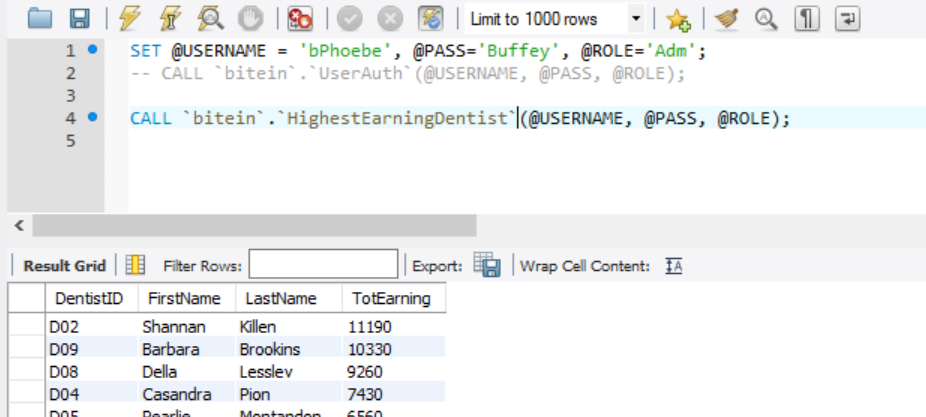 Limit to 1000 rows
1 SET @USERNAME = 'bPhoebe', @PASS='Buffey', @ROLE='Adm';
2 -- CALL `bitein`.`UserAuth`(@USERNAME, @PASS, @ROLE);
3
4 CALL `bitein`.`HighestEarningDentist`(@USERNAME, @PASS, @ROLE);
5
Result Grid Filter Rows: Export: Wrap Cell Content:
DentistID FirstName LastName TotEarning
D02 Shannan Killen 11190
D09 Barbara Brookins 10330
D08 Della Lesslev 9260
D04 Casandra Pion 7430
D05 Pearlie Montandon 6560